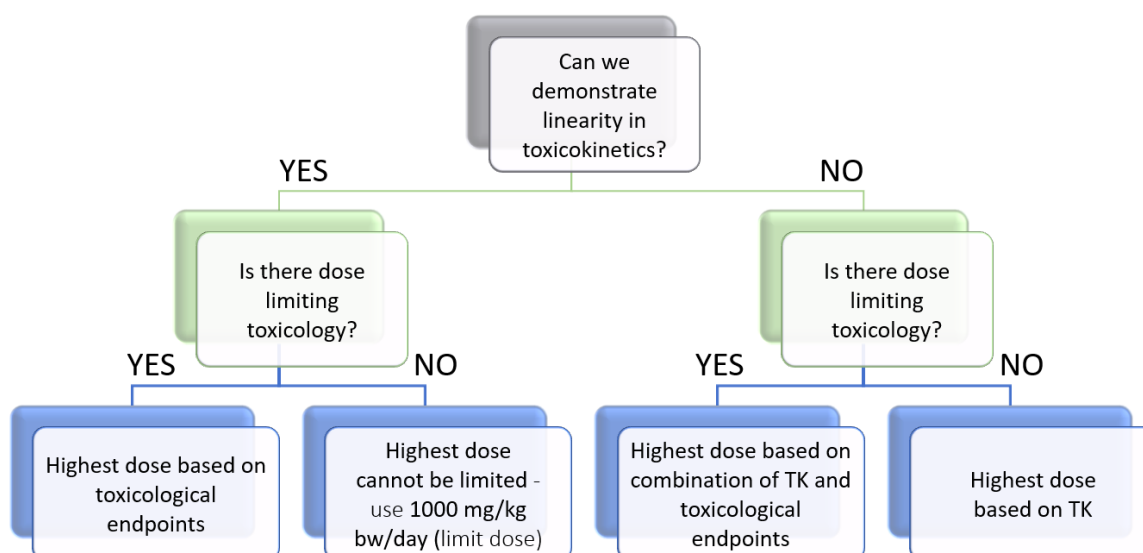 Can we
demonstrate
linearity in
toxicokinetics?
YES
NO
Is there dose
limiting
toxicology?
Is there dose
limiting
toxicology?
YES
NO
YES
NO
Highest dose based on
toxicological
endpoints
Highest dose
cannot be limited -
use 1000 mg/kg
bw/day (limit dose)
Highest dose based on
combination of TK and
toxicological
endpoints
Highest dose
based on TK